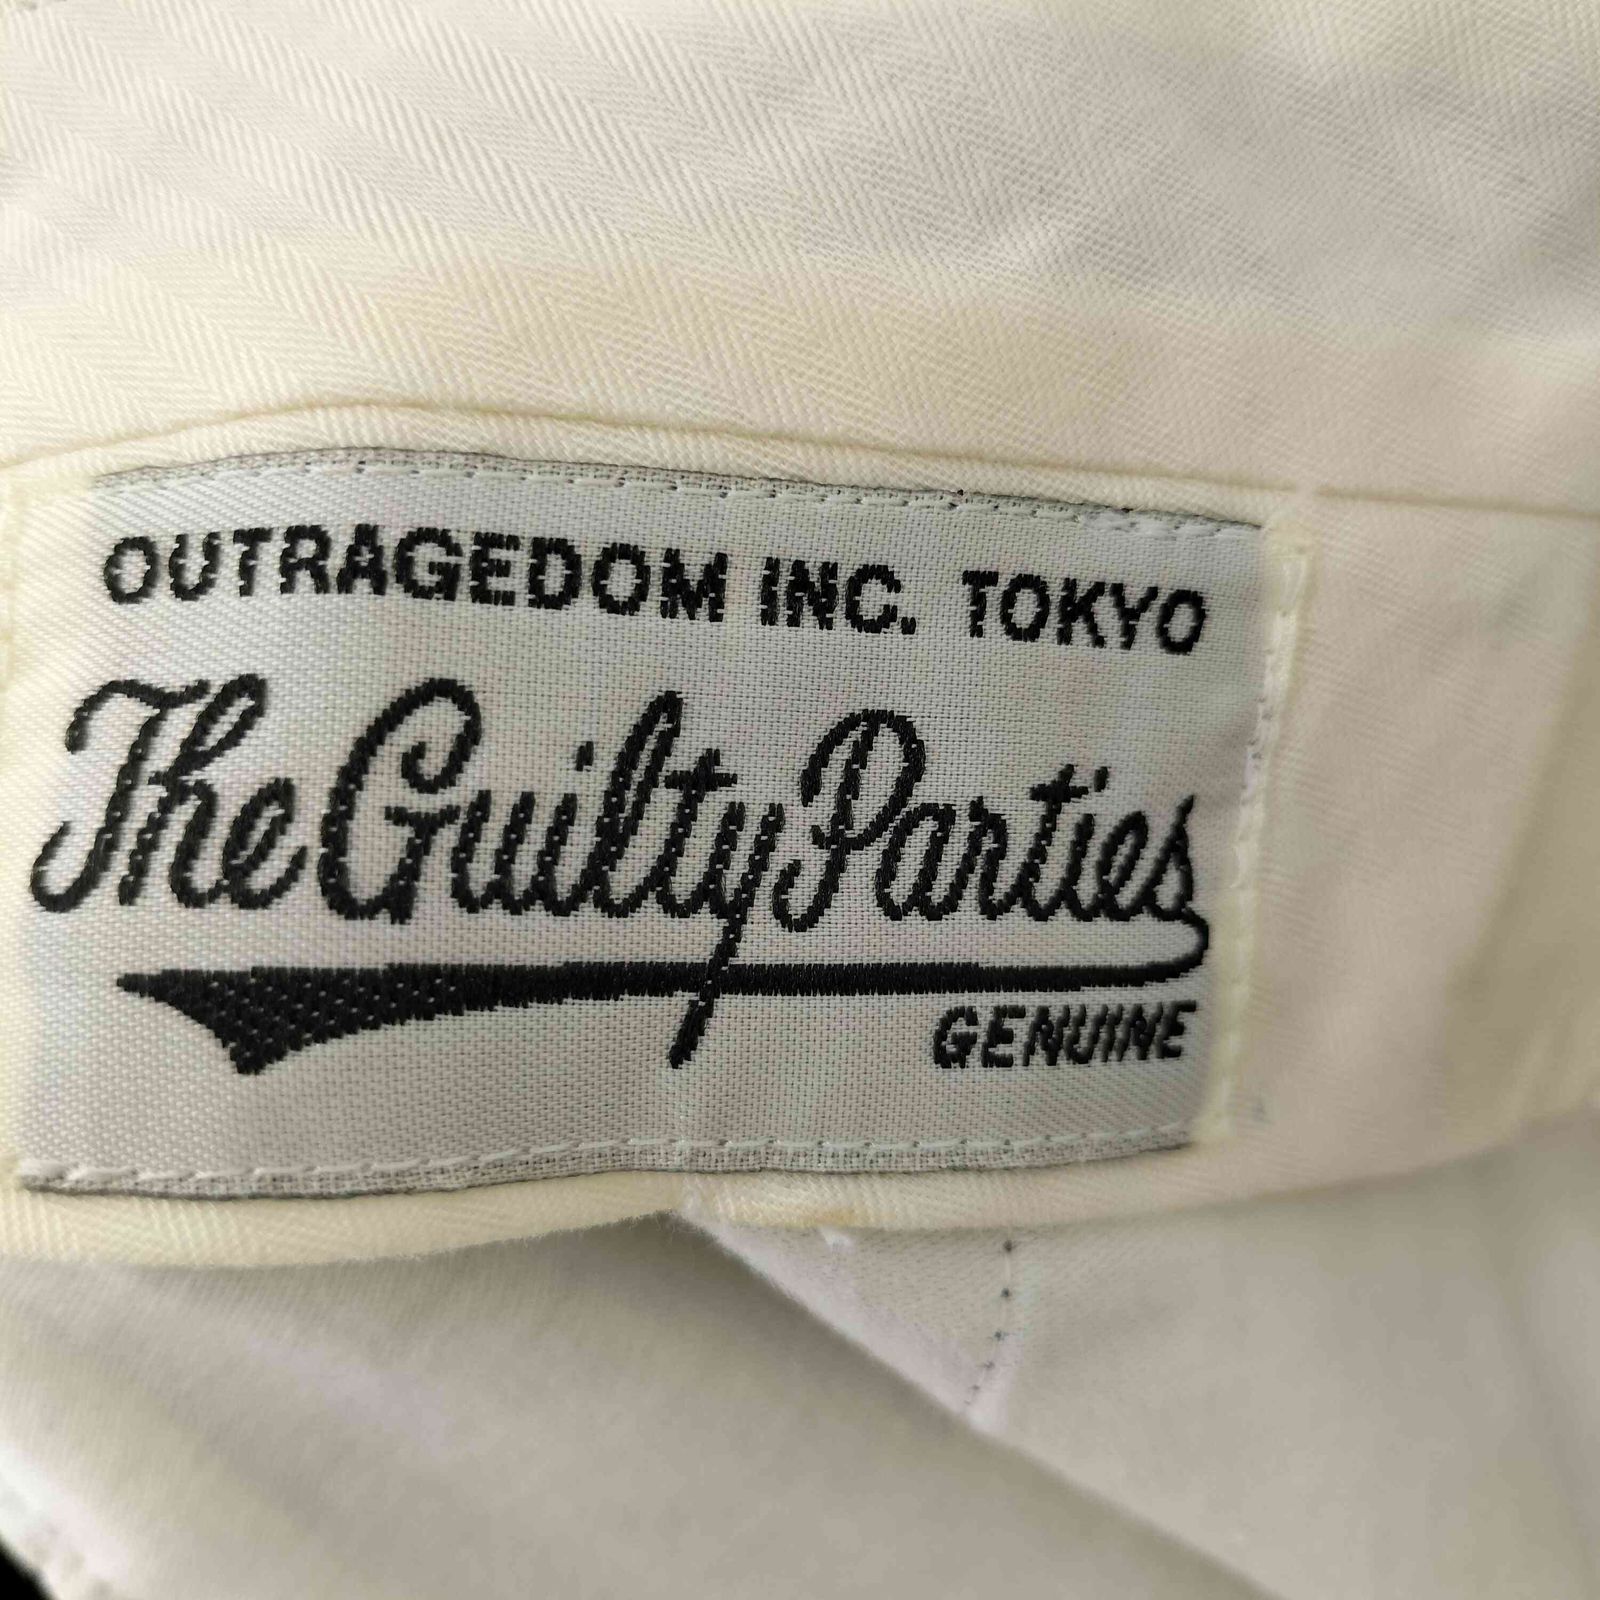 OUTRAGEDOM INC. TOKYO
The Guilty Parties
GENUINE